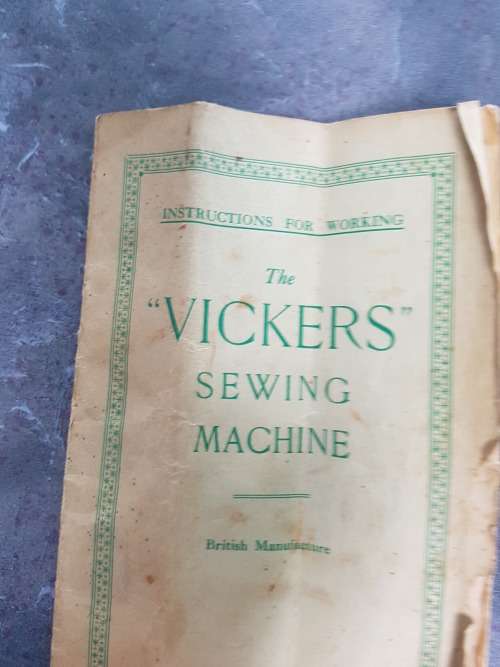 INSTRUCTIONS FOR WORKING
The
“VICKERS”
SEWING
MACHINE
British Manufacture